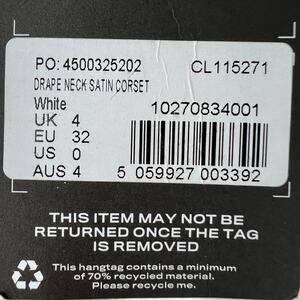 PO: 4500325202 CL115271
DRAPE NECK SATIN CORSET
White 10270834001
UK 4
EU 32
US 0
AUS 4 5 059927 003392
THIS ITEM MAY NOT BE
RETURNED ONCE THE TAG
IS REMOVED
This hangtag contains a minimum
of 70% recycled material.
Please recycle me.